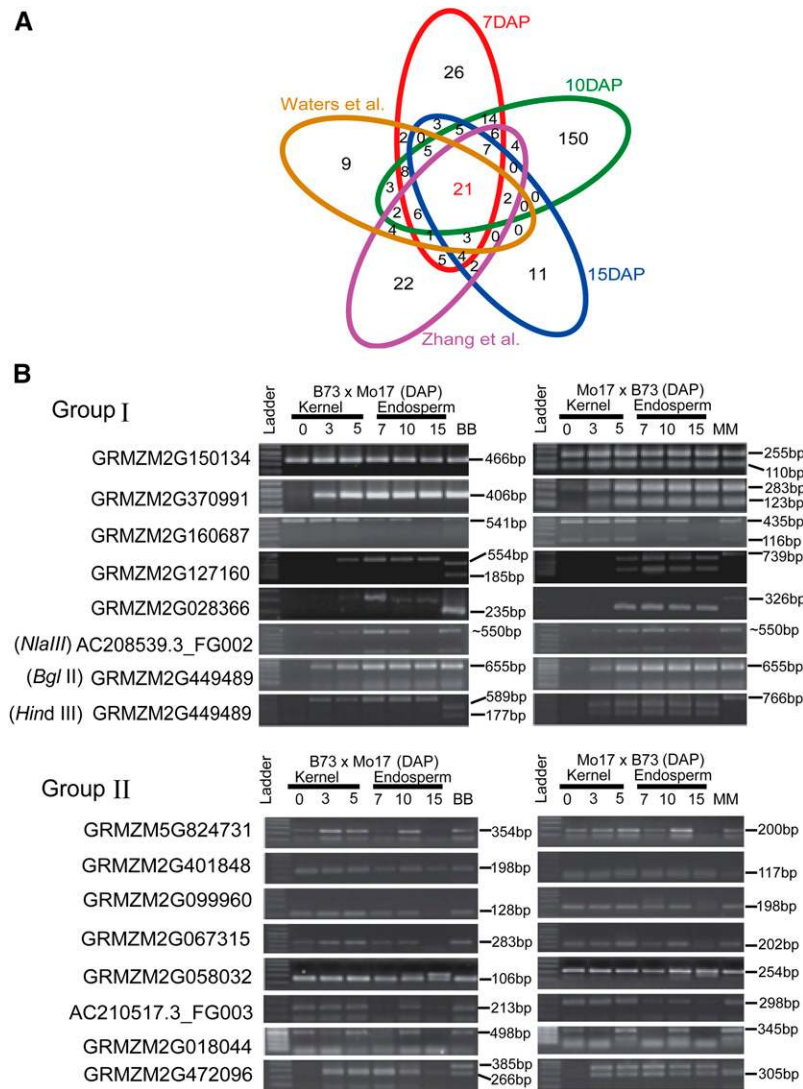 A
7DAP
26
10DAP
Waters et al.
3
14
2
0
5
6
4
150
5
7
0
9
8
21
3
2
0
0
2
6
0
4
1
3
0
5
4
2
11
15DAP
22
Zhang et al.
B
Group I
Ladder
B73 x Mo17 (DAP)
Kernel Endosperm
0 3 5 7 10 15 BB
Ladder
Mo17 x B73 (DAP)
Kernel Endosperm
0 3 5 7 10 15 MM
GRMZM2G150134 466bp 255bp
110bp
GRMZM2G370991 406bp 283bp
123bp
GRMZM2G160687 541bp 435bp
116bp
GRMZM2G127160 554bp 739bp
185bp
GRMZM2G028366 235bp 326bp
(NlaIII) AC208539.3_FG002 ~550bp ~550bp
(Bgl II) GRMZM2G449489 655bp 655bp
(Hind III) GRMZM2G449489 589bp 766bp
177bp
Group II
Ladder
B73 x Mo17 (DAP)
Kernel Endosperm
0 3 5 7 10 15 BB
Ladder
Mo17 x B73 (DAP)
Kernel Endosperm
0 3 5 7 10 15 MM
GRMZM5G824731 354bp 200bp
GRMZM2G401848 198bp 117bp
GRMZM2G099960 128bp 198bp
GRMZM2G067315 283bp 202bp
GRMZM2G058032 106bp 254bp
AC210517.3_FG003 213bp 298bp
GRMZM2G018044 498bp 345bp
GRMZM2G472096 385bp 305bp
266bp